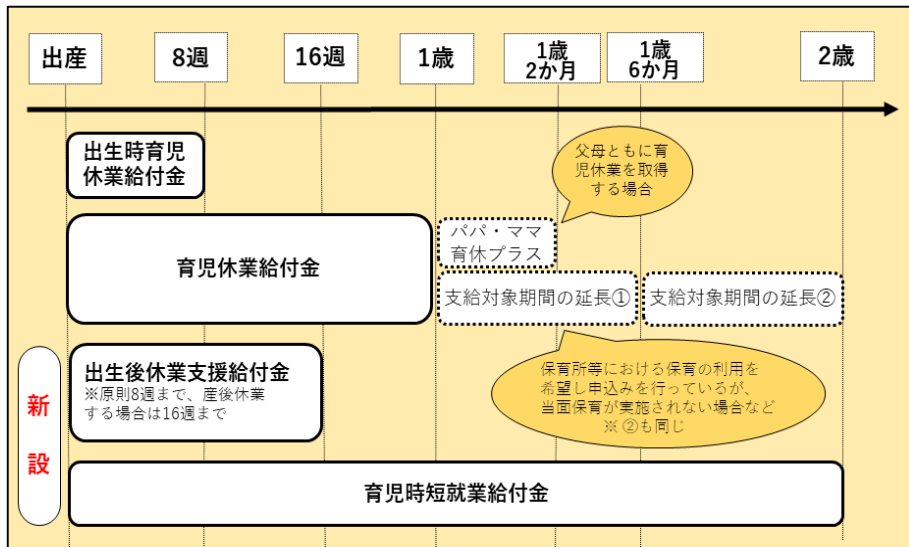 出産
8週
16週
1歳
1歳
2か月
1歳
6か月
2歳
出生時育児
休業給付金
父母ともに育
児休業を取得
する場合
育児休業給付金
パパ・ママ
育休プラス
支給対象期間の延長①
支給対象期間の延長②
新
設
出生後休業支援給付金
※原則8週まで、産後休業
する場合は16週まで
保育所等における保育の利用を
希望し申込みを行っているが、
当面保育が実施されない場合など
※ ②も同じ
育児時短就業給付金